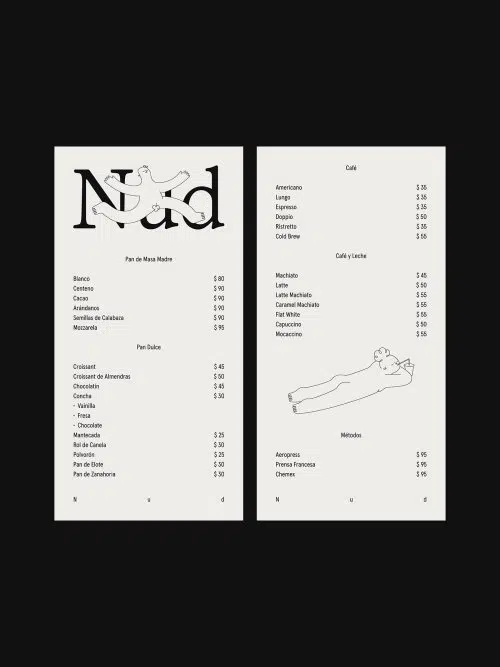 Nud
Pan de Masa Madre
Blanco $ 80
Centeno $ 90
Cacao $ 90
Arándanos $ 90
Semillas de Calabaza $ 90
Mozzarela $ 95
Pan Dulce
Croissant $ 45
Croissant de Almendras $ 50
Chocolatín $ 45
Concha $ 30
- Vainilla
- Fresa
- Chocolate
Mantecada $ 25
Rol de Canela $ 30
Polvorón $ 25
Pan de Elote $ 30
Pan de Zanahoria $ 30
N u d
Café
Americano $ 35
Lungo $ 35
Espresso $ 35
Doppio $ 50
Ristretto $ 35
Cold Brew $ 55
Café y Leche
Machiato $ 45
Latte $ 50
Latte Machiato $ 55
Caramel Machiato $ 55
Flat White $ 55
Capuccino $ 50
Mocaccino $ 55
Métodos
Aeropress $ 95
Prensa Francesa $ 95
Chemex $ 95
N u d